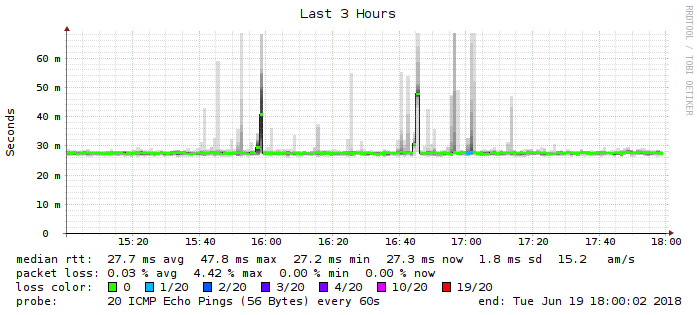 Last 3 Hours
RRDTOOL / TOBI OETIKER
Seconds
60 m
50 m
40 m
30 m
20 m
10 m
0
15:20 15:40 16:00 16:20 16:40 17:00 17:20 17:40 18:00
median rtt: 27.7 ms avg 47.8 ms max 27.2 ms min 27.3 ms now 1.8 ms sd 15.2 am/s
packet loss: 0.03 % avg 4.42 % max 0.00 % min 0.00 % now
loss color: 0 1/20 2/20 3/20 4/20 10/20 19/20
probe: 20 ICMP Echo Pings (56 Bytes) every 60s end: Tue Jun 19 18:00:02 2018